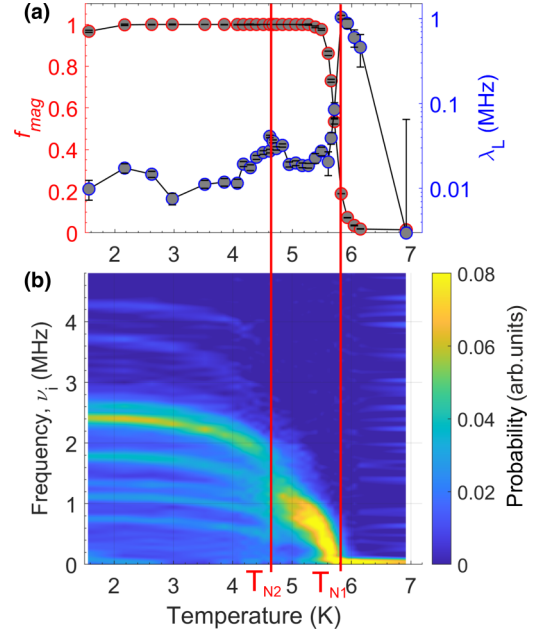 (a)
1
0.8
0.6
0.4
0.2
0
f_mag
1
0.1
0.01
λ_L (MHz)
2 3 4 5 6 7
(b)
4
3
2
1
0
Frequency, ν_i (MHz)
2 3 4 5 6 7
T_N2 T_N1
Temperature (K)
0.08
0.06
0.04
0.02
0
Probability (arb.units)